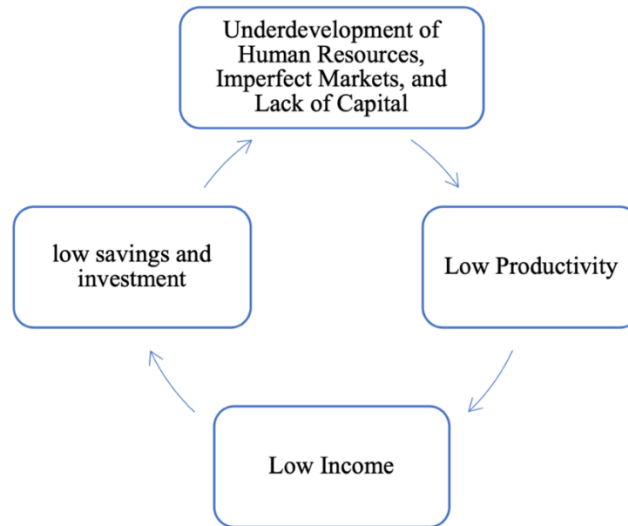 Underdevelopment of
Human Resources,
Imperfect Markets, and
Lack of Capital
low savings and
investment
Low Productivity
Low Income